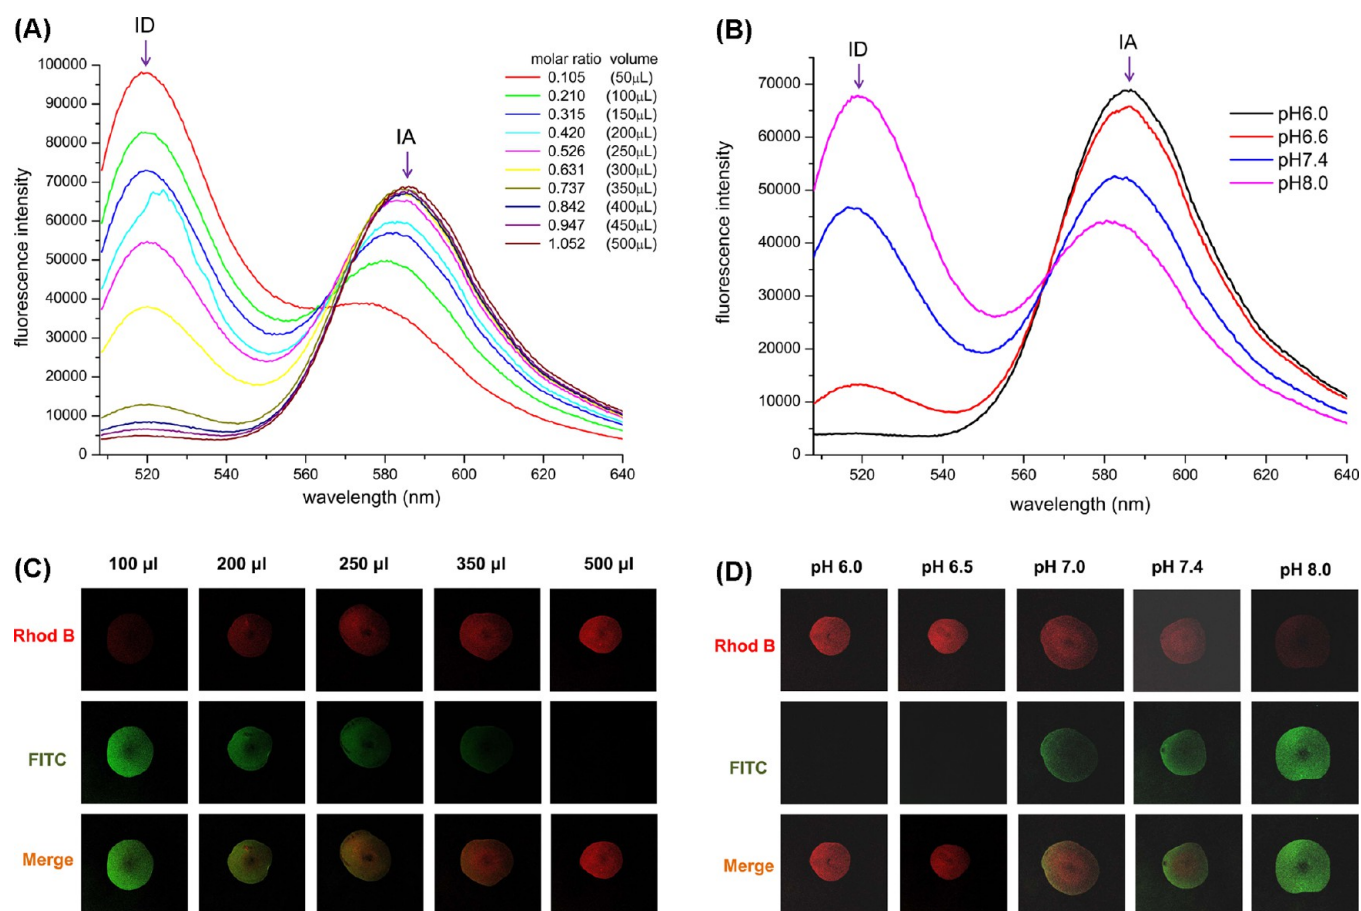 (A)
ID
IA
molar ratio volume
0.105 (50μL)
0.210 (100μL)
0.315 (150μL)
0.420 (200μL)
0.526 (250μL)
0.631 (300μL)
0.737 (350μL)
0.842 (400μL)
0.947 (450μL)
1.052 (500μL)
fluorescence intensity
100000
90000
80000
70000
60000
50000
40000
30000
20000
10000
0
520 540 560 580 600 620 640
wavelength (nm)
(B)
ID
IA
pH6.0
pH6.6
pH7.4
pH8.0
fluorescence intensity
70000
60000
50000
40000
30000
20000
10000
0
520 540 560 580 600 620 640
wavelength (nm)
(C)
100 μl 200 μl 250 μl 350 μl 500 μl
Rhod B
FITC
Merge
(D)
pH 6.0 pH 6.5 pH 7.0 pH 7.4 pH 8.0
Rhod B
FITC
Merge